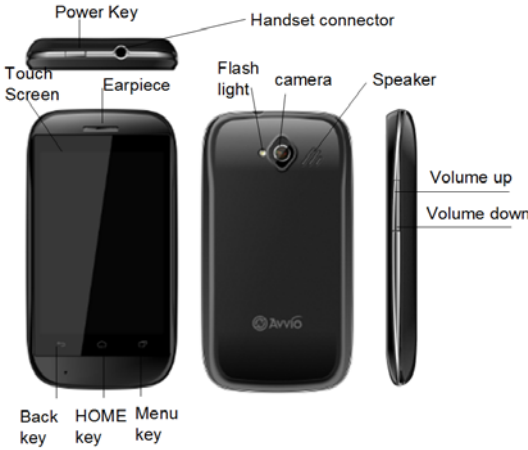 Power Key
Handset connector
Touch
Screen
Earpiece
Flash
light
camera
Speaker
Volume up
Volume down
AVVIO
Back
key
HOME
key
Menu
key